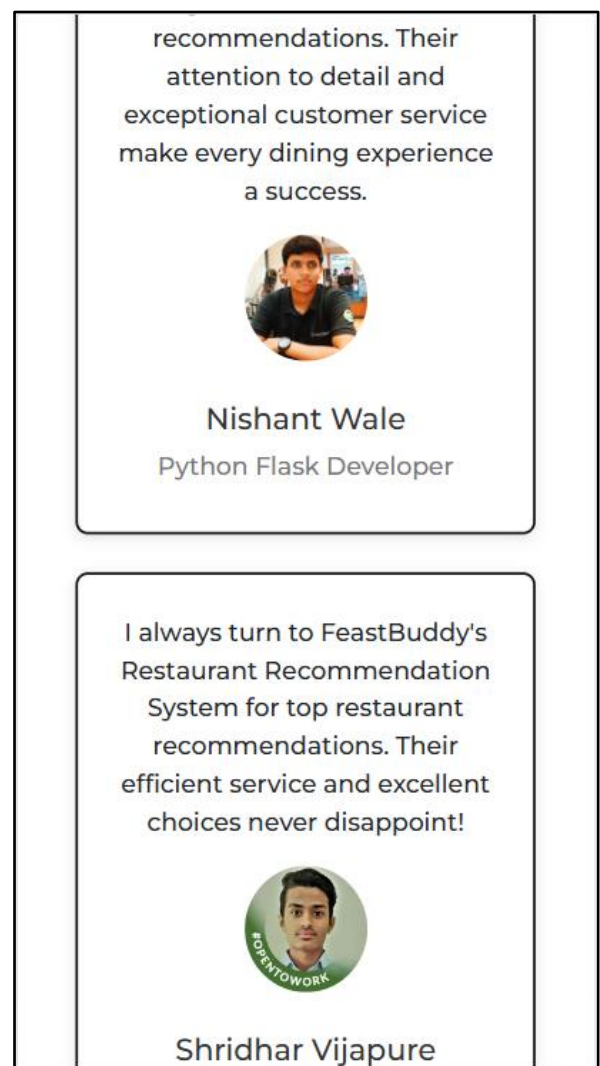 recommendations. Their
attention to detail and
exceptional customer service
make every dining experience
a success.
Nishant Wale
Python Flask Developer
I always turn to FeastBuddy's
Restaurant Recommendation
System for top restaurant
recommendations. Their
efficient service and excellent
choices never disappoint!
#OPENTOWORK
Shridhar Vijapure